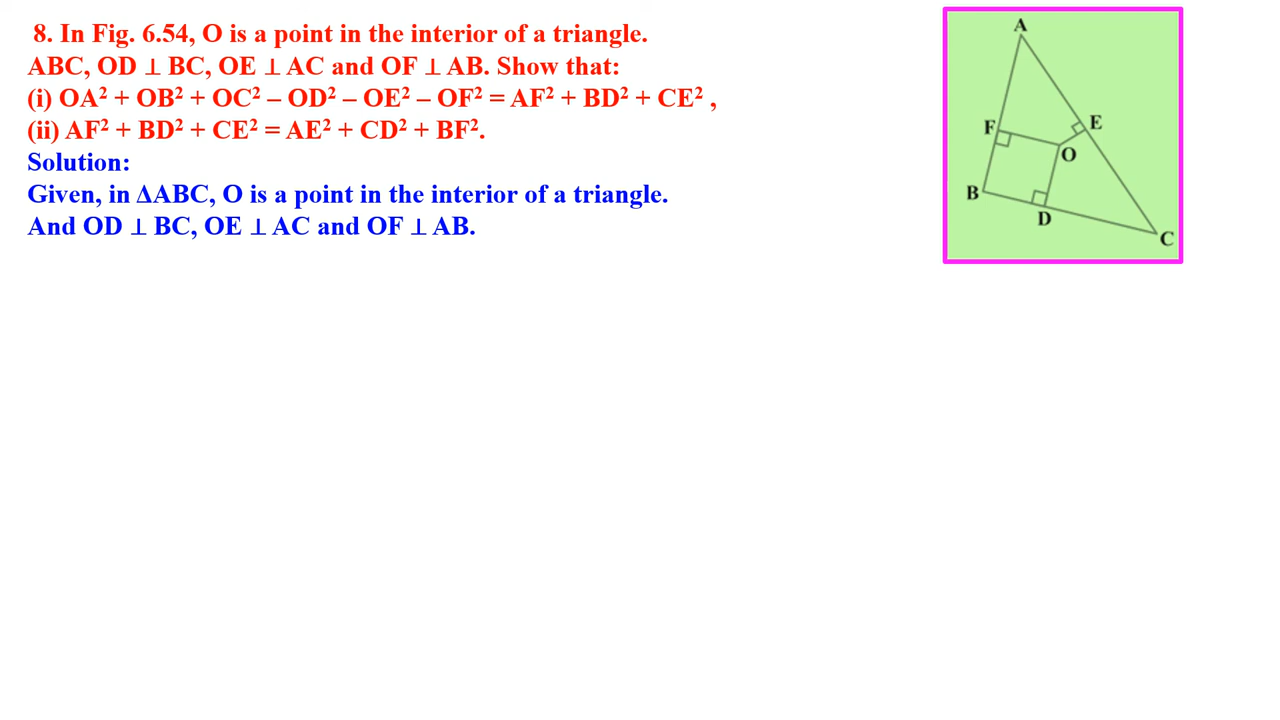 8. In Fig. 6.54, O is a point in the interior of a triangle.
ABC, OD ⊥ BC, OE ⊥ AC and OF ⊥ AB. Show that:
(i) OA² + OB² + OC² – OD² – OE² – OF² = AF² + BD² + CE² ,
(ii) AF² + BD² + CE² = AE² + CD² + BF².
Solution:
Given, in ΔABC, O is a point in the interior of a triangle.
And OD ⊥ BC, OE ⊥ AC and OF ⊥ AB.
A
F
E
O
B
D
C